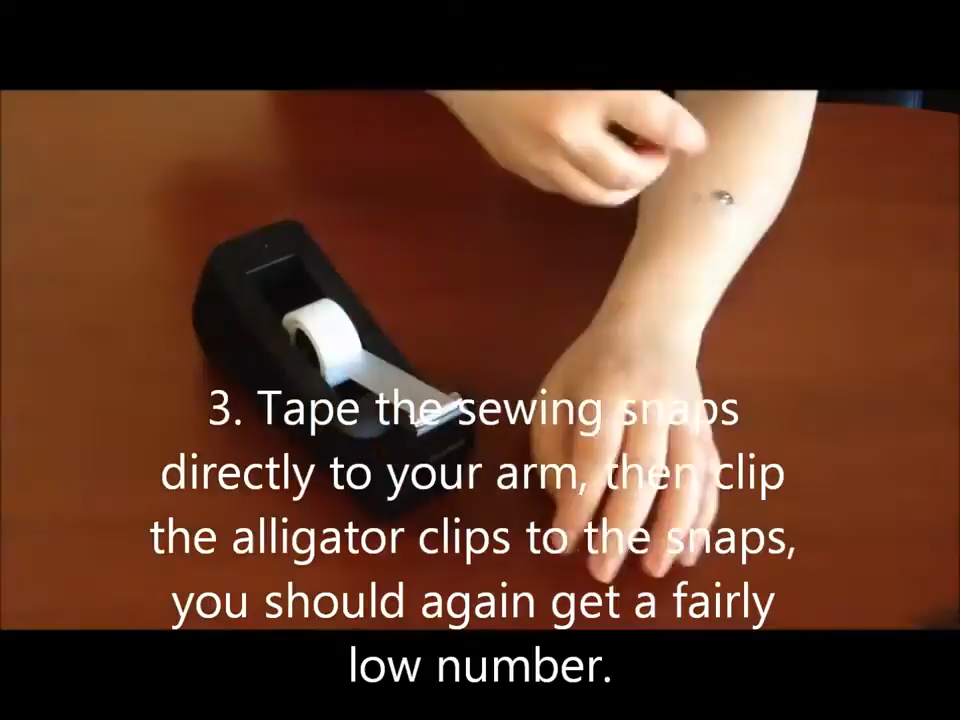 3. Tape the sewing snaps
directly to your arm, then clip
the alligator clips to the snaps,
you should again get a fairly
low number.